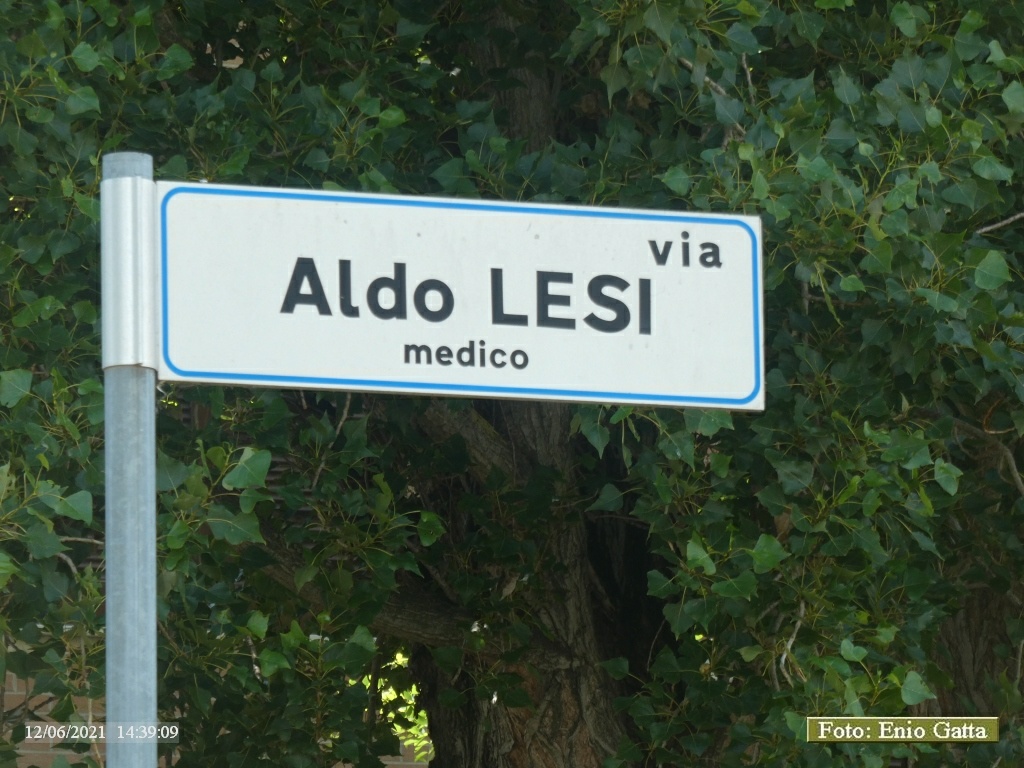 via
Aldo LESI
medico
12/06/2021 14:39:09
Foto: Enio Gatta